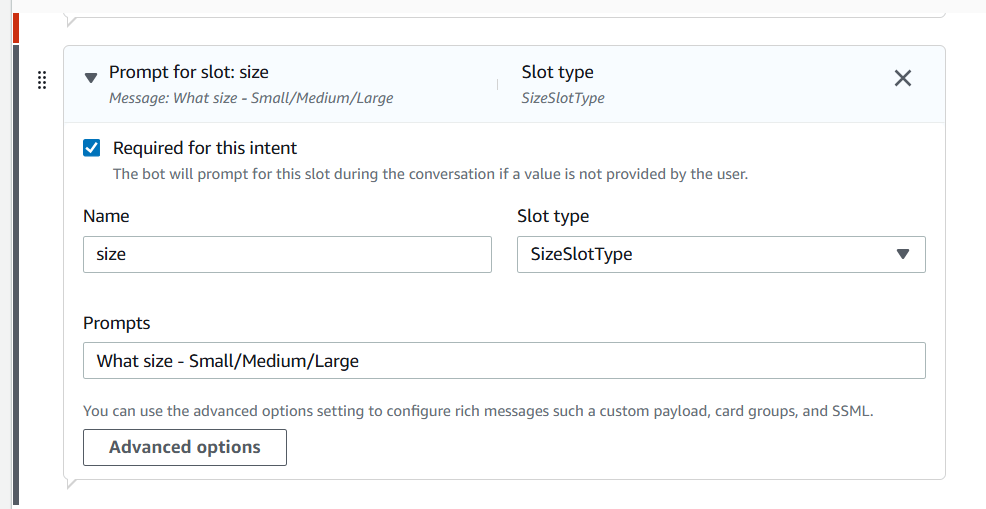 Prompt for slot: size
Message: What size - Small/Medium/Large
Slot type
SizeSlotType
Required for this intent
The bot will prompt for this slot during the conversation if a value is not provided by the user.
Name
Slot type
size
SizeSlotType
Prompts
What size - Small/Medium/Large
You can use the advanced options setting to configure rich messages such a custom payload, card groups, and SSML.
Advanced options